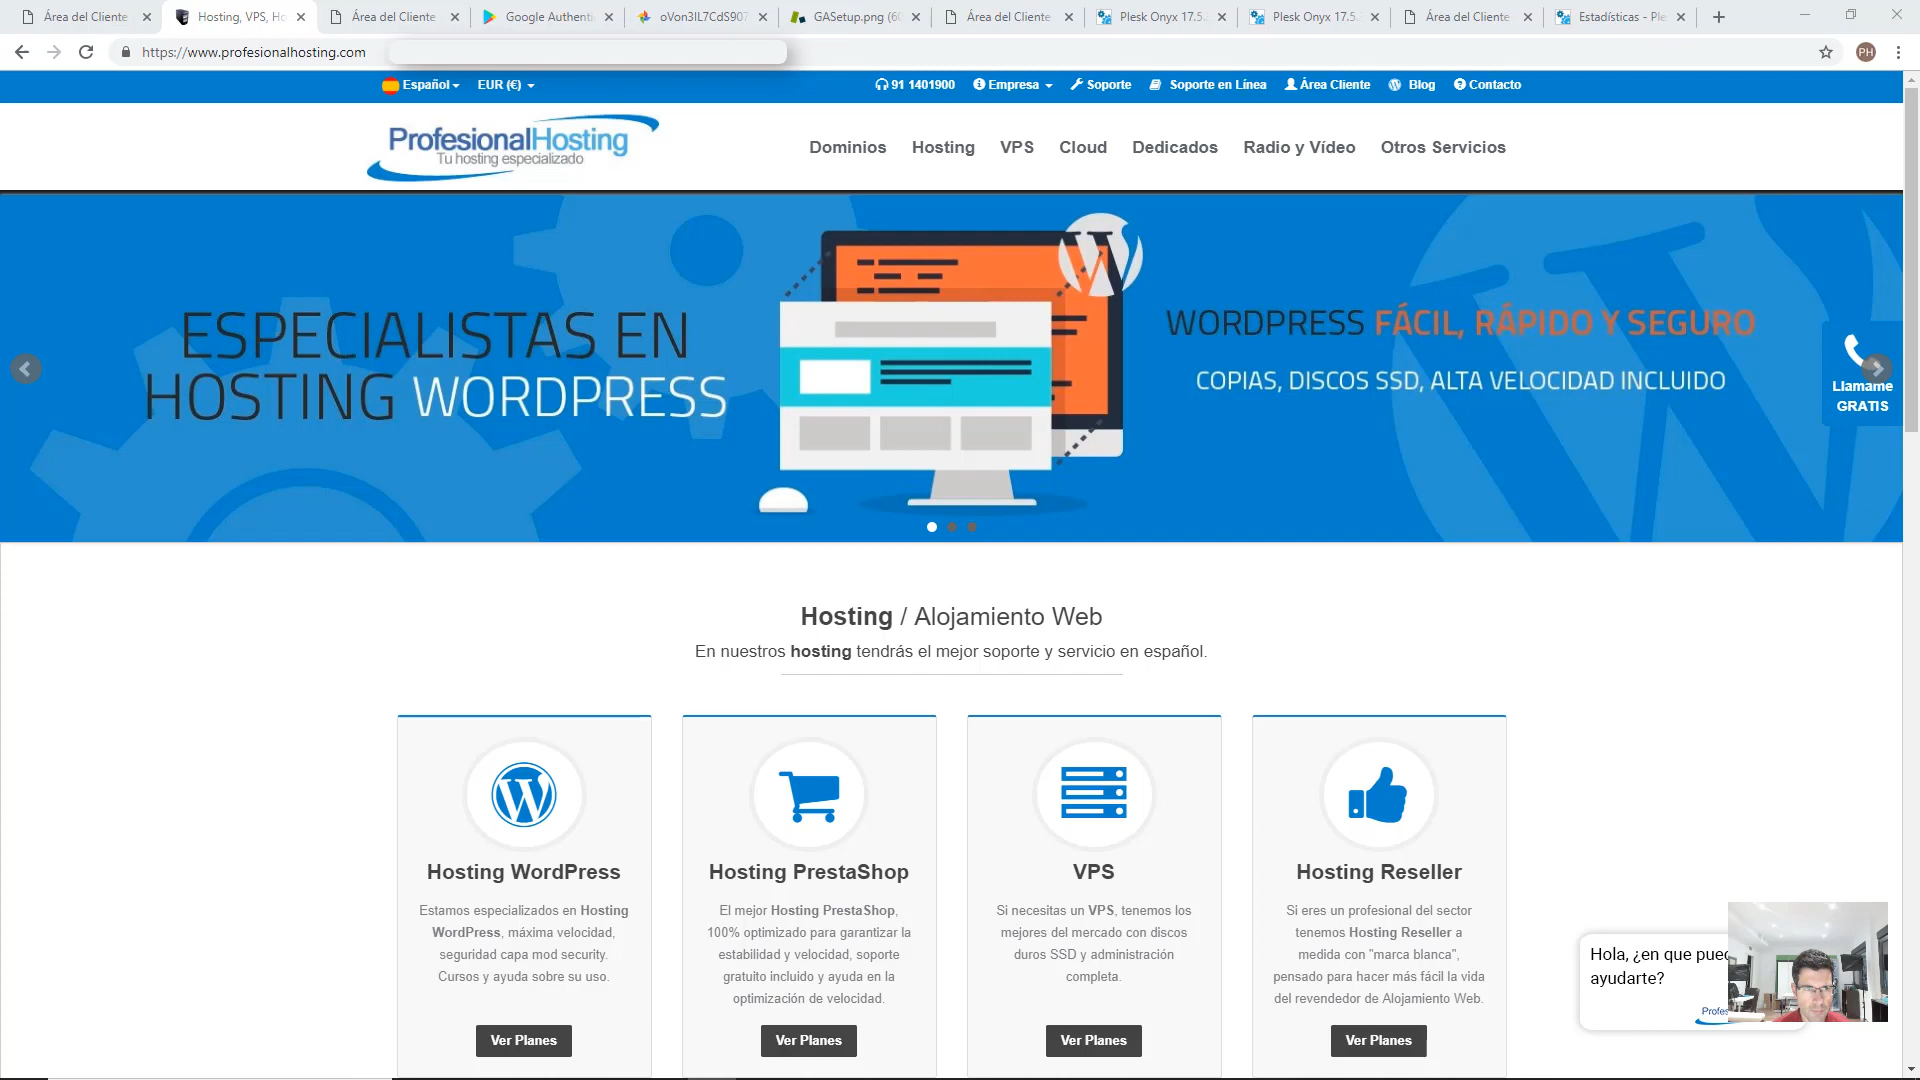 Área del Cliente
Hosting, VPS, Ho
Área del Cliente
Google Authenti
oVon3IL7CdS907
GASetup.png (60
Área del Cliente
Plesk Onyx 17.5.
Plesk Onyx 17.5.
Área del Cliente
Estadísticas - Ple
https://www.profesionalhosting.com
PH
Español
EUR (€)
91 1401900
Empresa
Soporte
Soporte en Línea
Área Cliente
Blog
Contacto
ProfesionalHosting
Tu hosting especializado
Dominios
Hosting
VPS
Cloud
Dedicados
Radio y Vídeo
Otros Servicios
ESPECIALISTAS EN
HOSTING WORDPRESS
WORDPRESS FÁCIL, RÁPIDO Y SEGURO
COPIAS, DISCOS SSD, ALTA VELOCIDAD INCLUIDO
Llamame
GRATIS
Hosting / Alojamiento Web
En nuestros hosting tendrás el mejor soporte y servicio en español.
Hosting WordPress
Estamos especializados en Hosting
WordPress, máxima velocidad,
seguridad capa mod security.
Cursos y ayuda sobre su uso.
Ver Planes
Hosting PrestaShop
El mejor Hosting PrestaShop,
100% optimizado para garantizar la
estabilidad y velocidad, soporte
gratuito incluido y ayuda en la
optimización de velocidad.
Ver Planes
VPS
Si necesitas un VPS, tenemos los
mejores del mercado con discos
duros SSD y administración
completa.
Ver Planes
Hosting Reseller
Si eres un profesional del sector
tenemos Hosting Reseller a
medida con "marca blanca",
pensado para hacer más fácil la vida
del revendedor de Alojamiento Web.
Ver Planes
Hola, ¿en que pued
ayudarte?
Profes